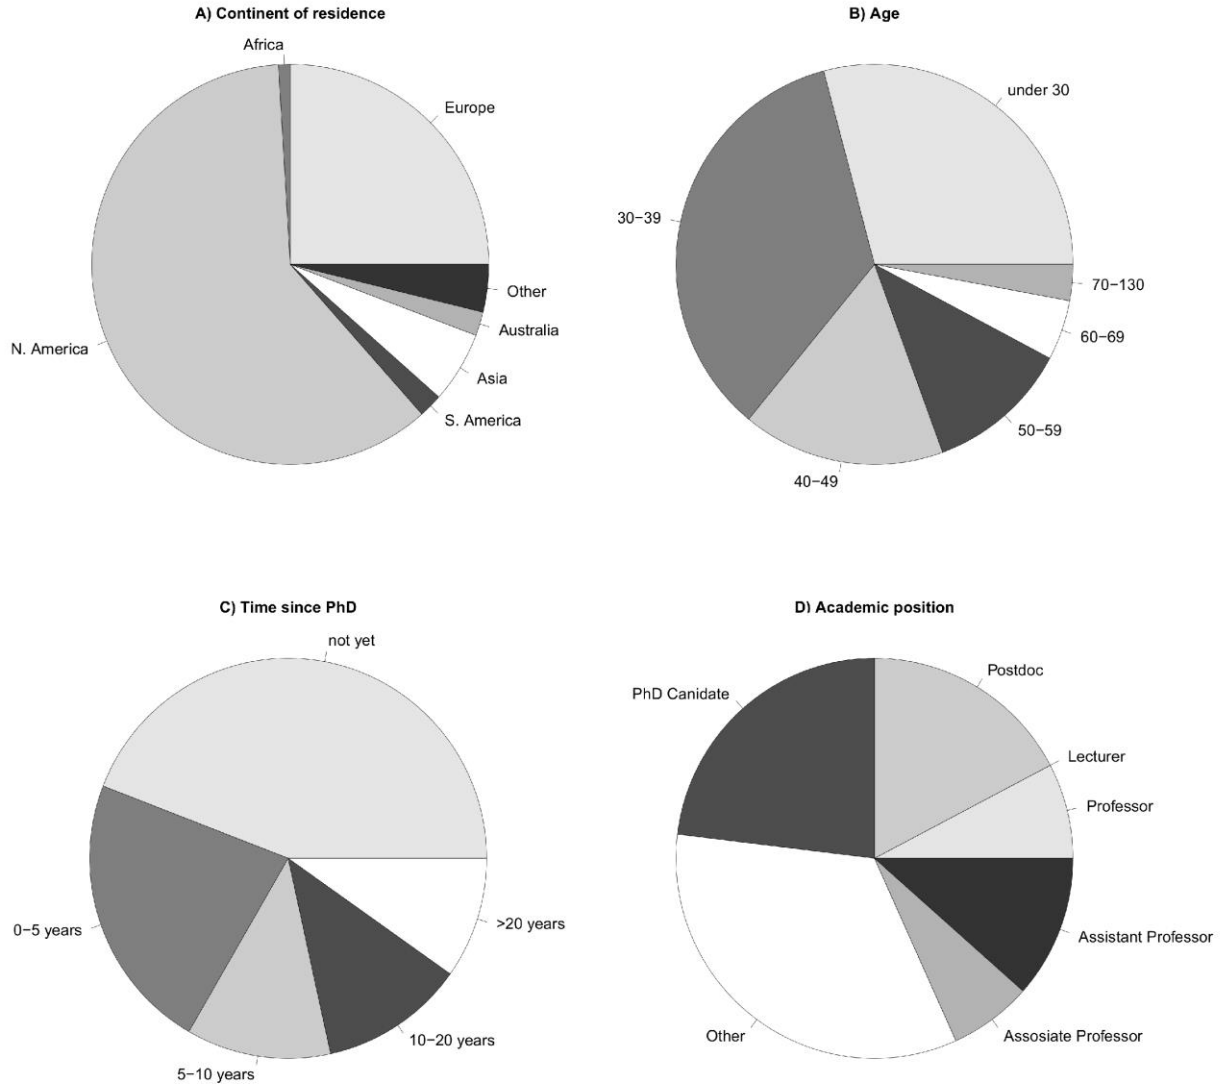 A) Continent of residence
Africa
Europe
Other
Australia
Asia
S. America
N. America
B) Age
under 30
30−39
70−130
60−69
50−59
40−49
C) Time since PhD
not yet
0−5 years
>20 years
10−20 years
5−10 years
D) Academic position
Postdoc
PhD Canidate
Lecturer
Professor
Assistant Professor
Assosiate Professor
Other